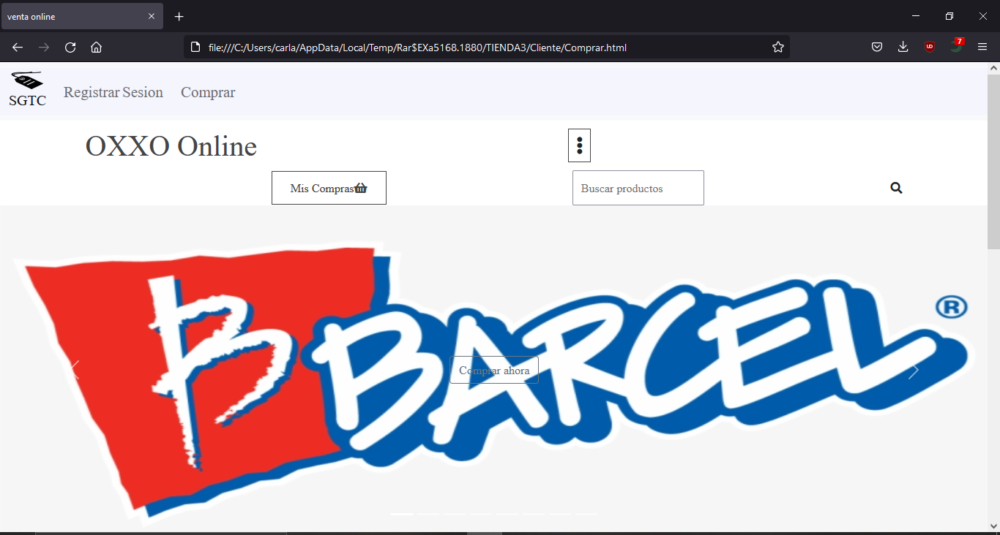 venta online
file:///C:/Users/carla/AppData/Local/Temp/Rar$EXa5168.1880/TIENDA3/Cliente/Comprar.html
7
SGTC
Registrar Sesion
Comprar
OXXO Online
Mis Compras
Buscar productos
B BARCEL ®
Comprar ahora